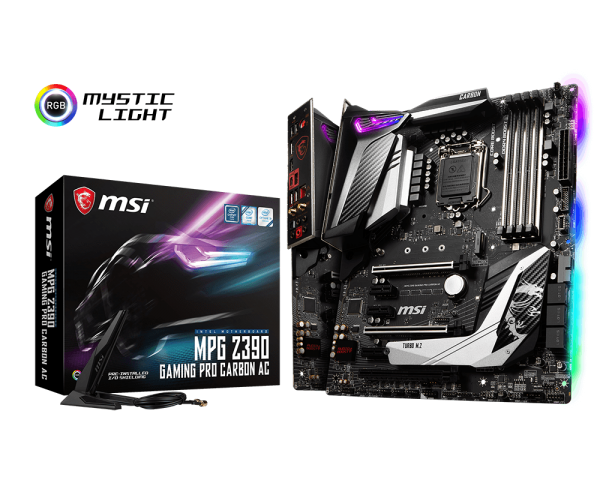 RGB
MYSTIC
LIGHT
CARBON
msi
INTEL MOTHERBOARD
MPG Z390
GAMING PRO CARBON AC
PRE-INSTALLED
I/O SHIELDING
MPG Z390
GAMING PRO CARBON AC
msi
TURBO M.2